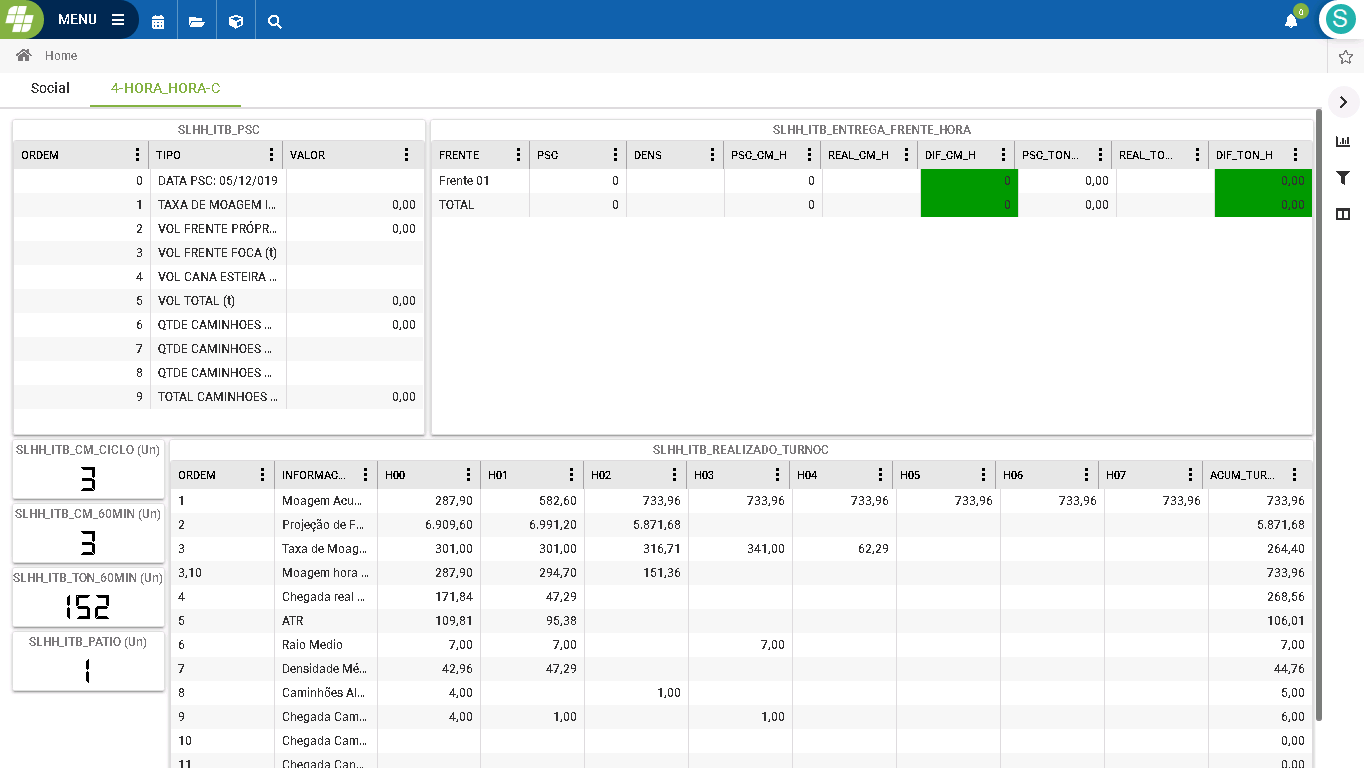 MENU
0
S
Home
Social 4-HORA_HORA-C
SLHH_ITB_PSC
ORDEM TIPO VALOR
0 DATA PSC: 05/12/019
1 TAXA DE MOAGEM I... 0,00
2 VOL FRENTE PRÓPR... 0,00
3 VOL FRENTE FOCA (t)
4 VOL CANA ESTEIRA ...
5 VOL TOTAL (t) 0,00
6 QTDE CAMINHOES ... 0,00
7 QTDE CAMINHOES ...
8 QTDE CAMINHOES ...
9 TOTAL CAMINHOES ... 0,00
SLHH_ITB_ENTREGA_FRENTE_HORA
FRENTE PSC DENS PSC_CM_H REAL_CM_H DIF_CM_H PSC_TON... REAL_TO... DIF_TON_H
Frente 01 0 0 0 0,00 0,00
TOTAL 0 0 0 0,00 0,00
SLHH_ITB_CM_CICLO (Un)
3
SLHH_ITB_CM_60MIN (Un)
3
SLHH_ITB_TON_60MIN (Un)
152
SLHH_ITB_PATIO (Un)
1
SLHH_ITB_REALIZADO_TURNOC
ORDEM INFORMAC... H00 H01 H02 H03 H04 H05 H06 H07 ACUM_TUR...
1 Moagem Acu... 287,90 582,60 733,96 733,96 733,96 733,96 733,96 733,96 733,96
2 Projeção de F... 6.909,60 6.991,20 5.871,68 5.871,68
3 Taxa de Moag... 301,00 301,00 316,71 341,00 62,29 264,40
3,10 Moagem hora ... 287,90 294,70 151,36 733,96
4 Chegada real ... 171,84 47,29 268,56
5 ATR 109,81 95,38 106,01
6 Raio Medio 7,00 7,00 7,00 7,00
7 Densidade Mé... 42,96 47,29 44,76
8 Caminhões Al... 4,00 1,00 5,00
9 Chegada Cam... 4,00 1,00 1,00 6,00
10 Chegada Cam... 0,00
11 Chegada Can... 0,00